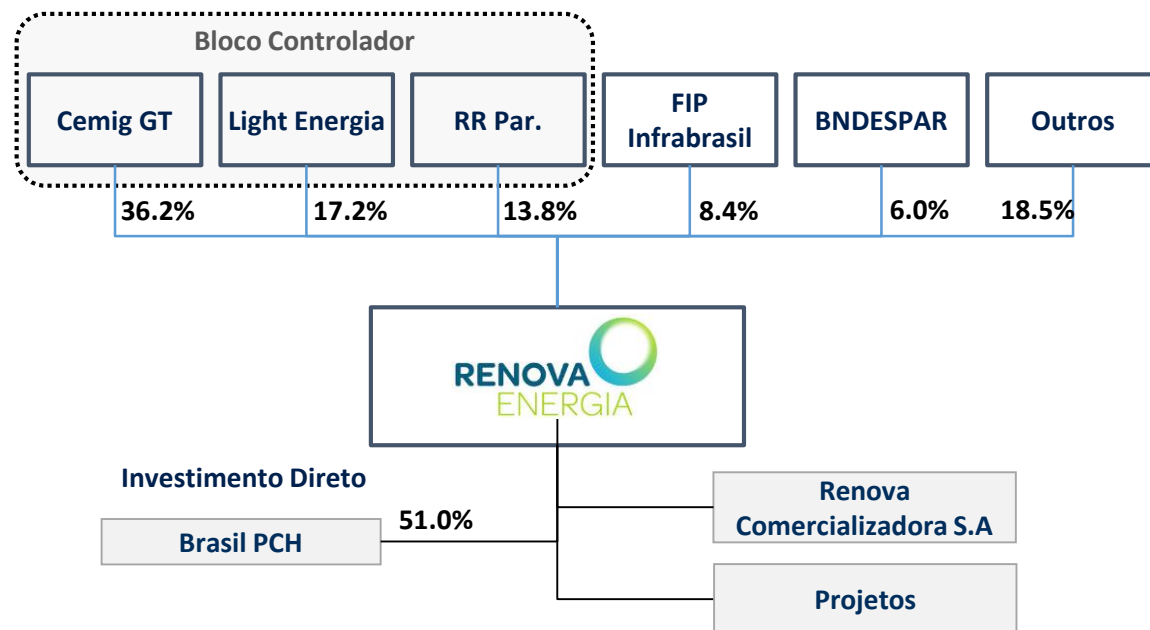 Bloco Controlador
Cemig GT
Light Energia
RR Par.
FIP
Infrabrasil
BNDESPAR
Outros
36.2%
17.2%
13.8%
8.4%
6.0%
18.5%
RENOVA
ENERGIA
Investimento Direto
51.0%
Brasil PCH
Renova
Comercializadora S.A
Projetos